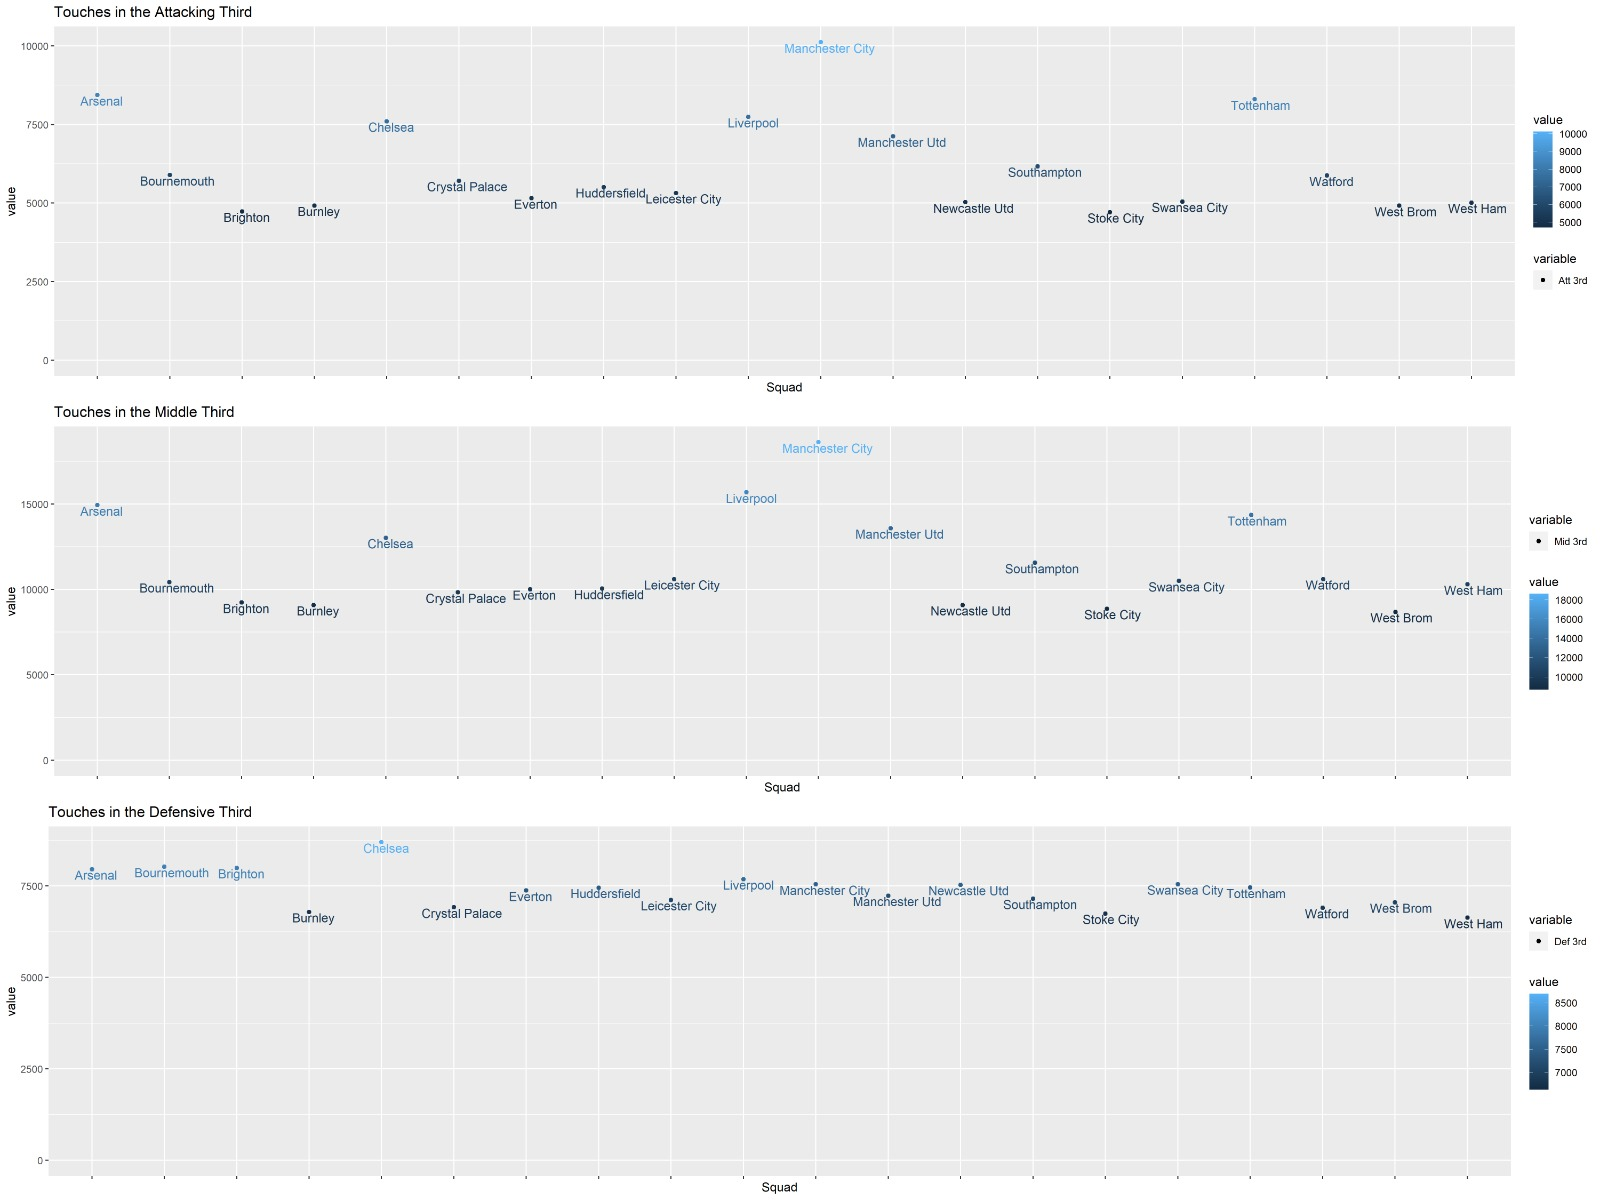 Touches in the Attacking Third
value
10000
7500
5000
2500
0
Arsenal
Bournemouth
Brighton
Burnley
Chelsea
Crystal Palace
Everton
Huddersfield
Leicester City
Liverpool
Manchester City
Manchester Utd
Newcastle Utd
Southampton
Stoke City
Swansea City
Tottenham
Watford
West Brom
West Ham
Squad
value
10000
9000
8000
7000
6000
5000
variable
Att 3rd
Touches in the Middle Third
value
15000
10000
5000
0
Arsenal
Bournemouth
Brighton
Burnley
Chelsea
Crystal Palace
Everton
Huddersfield
Leicester City
Liverpool
Manchester City
Manchester Utd
Newcastle Utd
Southampton
Stoke City
Swansea City
Tottenham
Watford
West Brom
West Ham
Squad
variable
Mid 3rd
value
18000
16000
14000
12000
10000
Touches in the Defensive Third
value
7500
5000
2500
0
Arsenal
Bournemouth
Brighton
Burnley
Chelsea
Crystal Palace
Everton
Huddersfield
Leicester City
Liverpool
Manchester City
Manchester Utd
Newcastle Utd
Southampton
Stoke City
Swansea City
Tottenham
Watford
West Brom
West Ham
Squad
variable
Def 3rd
value
8500
8000
7500
7000